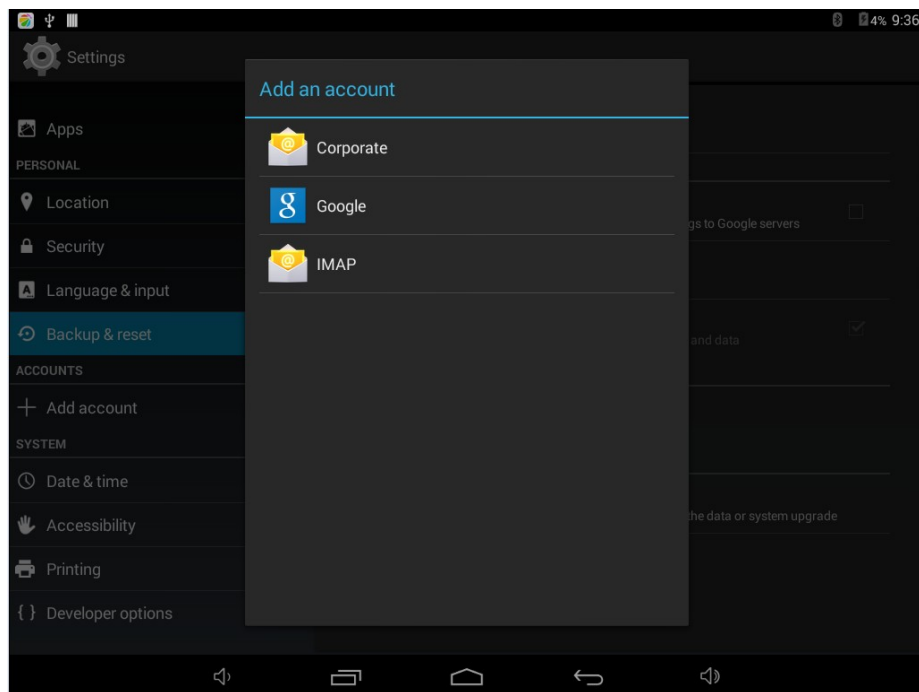 4% 9:36
Settings
Add an account
Corporate
Google
IMAP
Apps
PERSONAL
Location
Security
Language & input
Backup & reset
ACCOUNTS
Add account
SYSTEM
Date & time
Accessibility
Printing
{ } Developer options
gs to Google servers
and data
the data or system upgrade